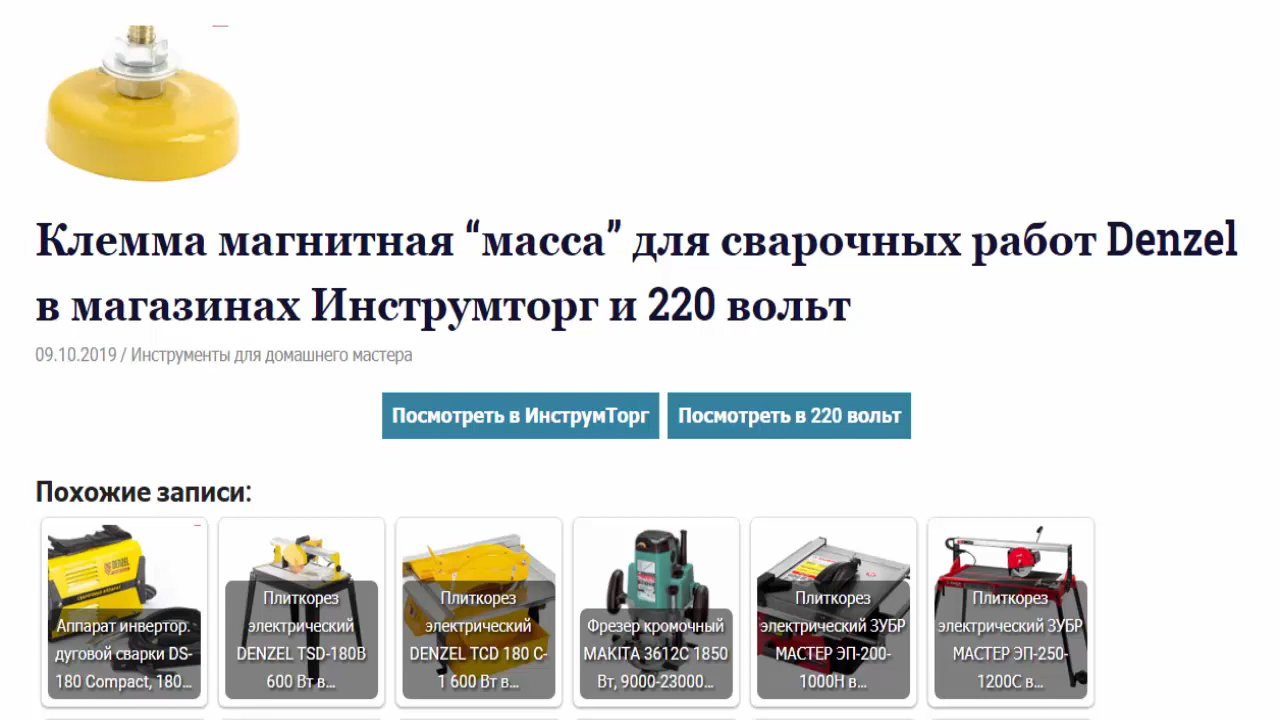 Клемма магнитная “масса” для сварочных работ Denzel
в магазинах Инструмторг и 220 вольт
09.10.2019 / Инструменты для домашнего мастера
Посмотреть в ИнструмТорг
Посмотреть в 220 вольт
Похожие записи:
DENZEL
Аппарат инвертор.
дуговой сварки DS-
180 Compact, 180...
Плиткорез
электрический
DENZEL TSD-180B
600 Вт в...
Плиткорез
электрический
DENZEL TCD 180 C-
1 600 Вт в...
Фрезер кромочный
MAKITA 3612C 1850
Вт, 9000-23000...
Плиткорез
электрический ЗУБР
МАСТЕР ЭП-200-
1000Н в...
Плиткорез
электрический ЗУБР
МАСТЕР ЭП-250-
1200С в...